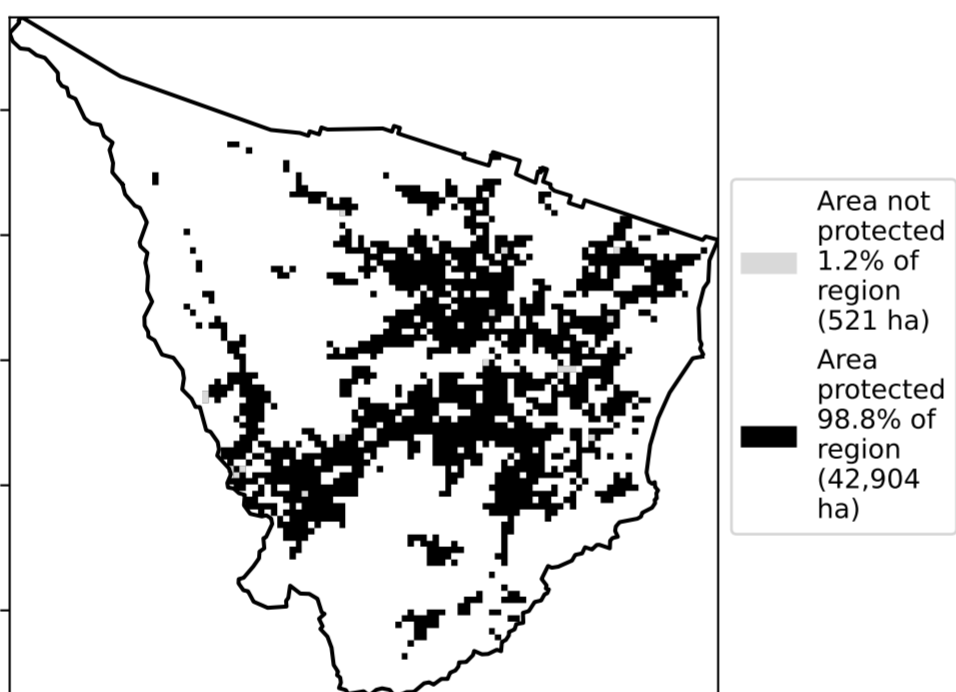 Area not
protected
1.2% of
region
(521 ha)
Area
protected
98.8% of
region
(42,904
ha)